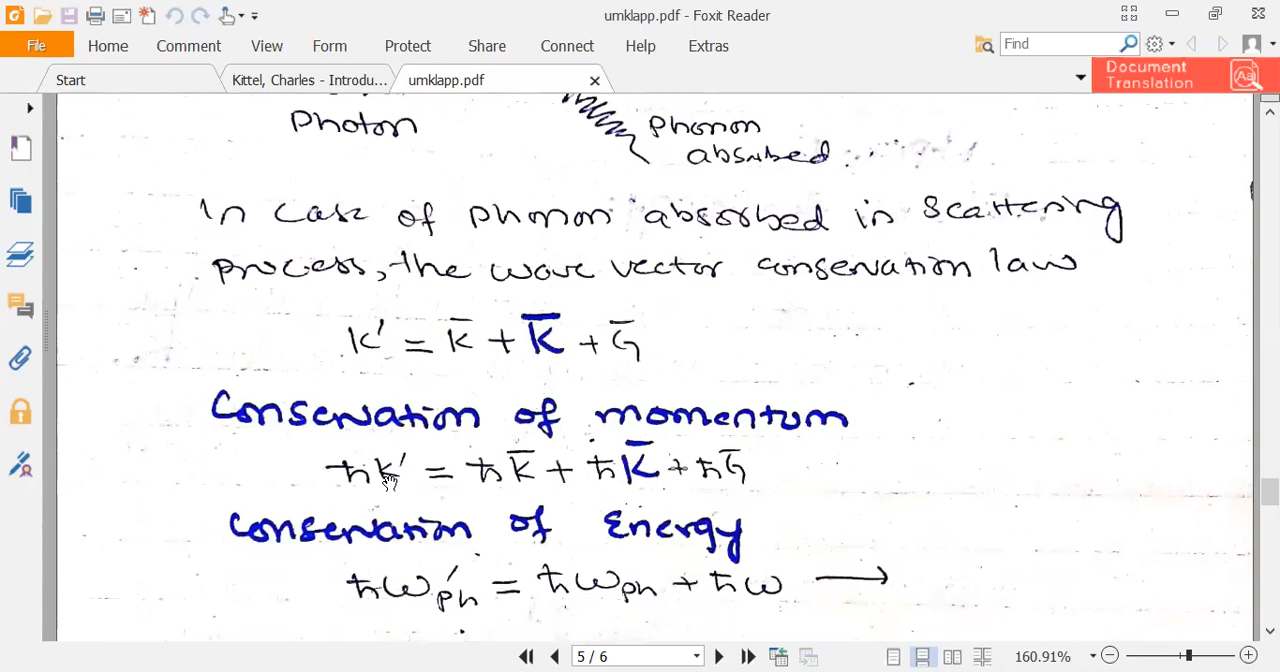 umklapp.pdf - Foxit Reader
File Home Comment View Form Protect Share Connect Help Extras
Find
Start
Kittel, Charles - Introdu...
umklapp.pdf
Document
Translation
Photon
Phonon
absorbed
In case of phonon absorbed in scattering
process, the wave vector conservation law
K' = K̅ + K̅ + G̅
Conservation of momentum
ħK' = ħK̅ + ħK̅ + ħG̅
Conservation of Energy
ħω'ph = ħωph + ħω →
5 / 6
160.91%